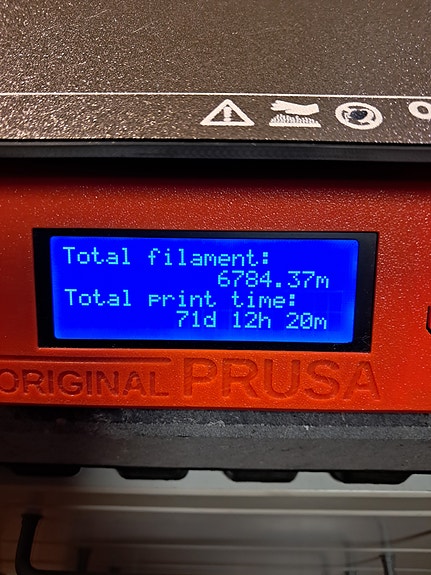 Total filament:
6784.37m
Total print time:
71d 12h 20m
ORIGINAL PRUSA